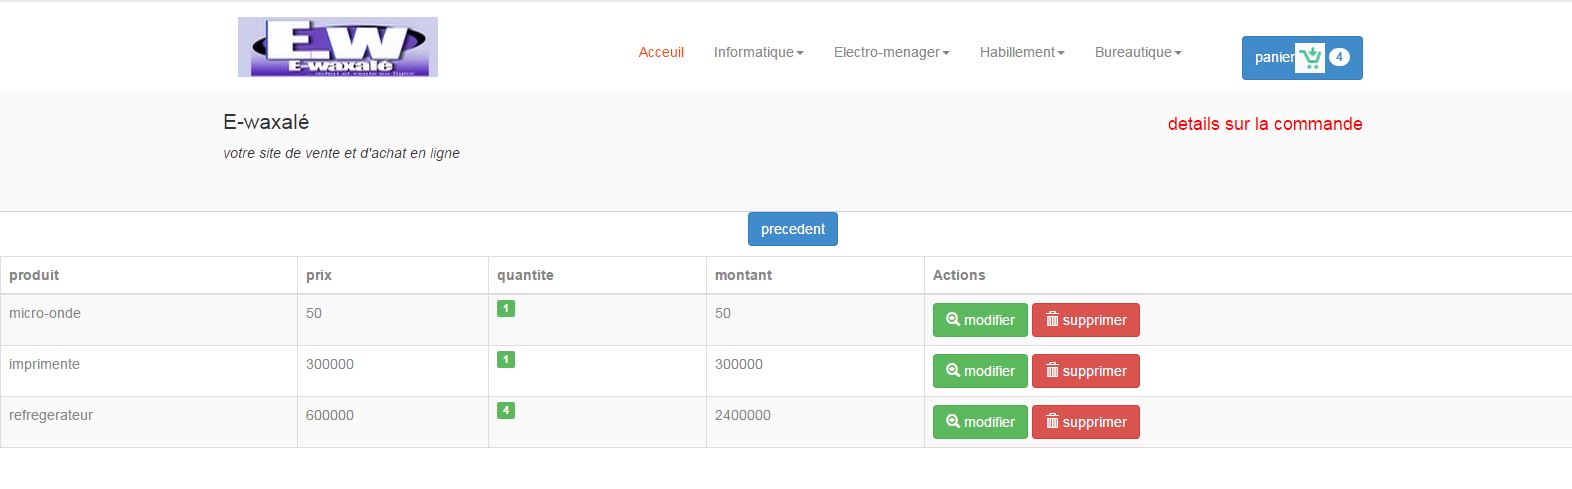 E.W
E-waxalé
...achat et vente en ligne
Acceuil Informatique Electro-menager Habillement Bureautique panier 4
E-waxalé
details sur la commande
votre site de vente et d'achat en ligne
precedent
produit prix quantite montant Actions
micro-onde 50 1 50 modifier supprimer
imprimente 300000 1 300000 modifier supprimer
refregerateur 600000 4 2400000 modifier supprimer